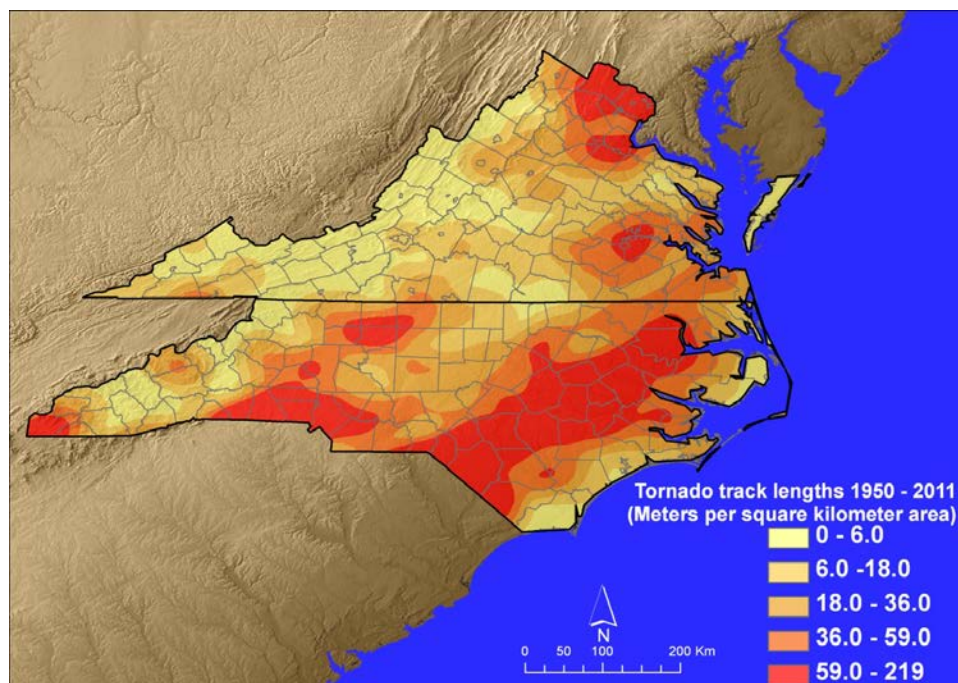 Tornado track lengths 1950 - 2011
(Meters per square kilometer area)
0 - 6.0
6.0 -18.0
18.0 - 36.0
36.0 - 59.0
59.0 - 219
N
0 50 100 200 Km